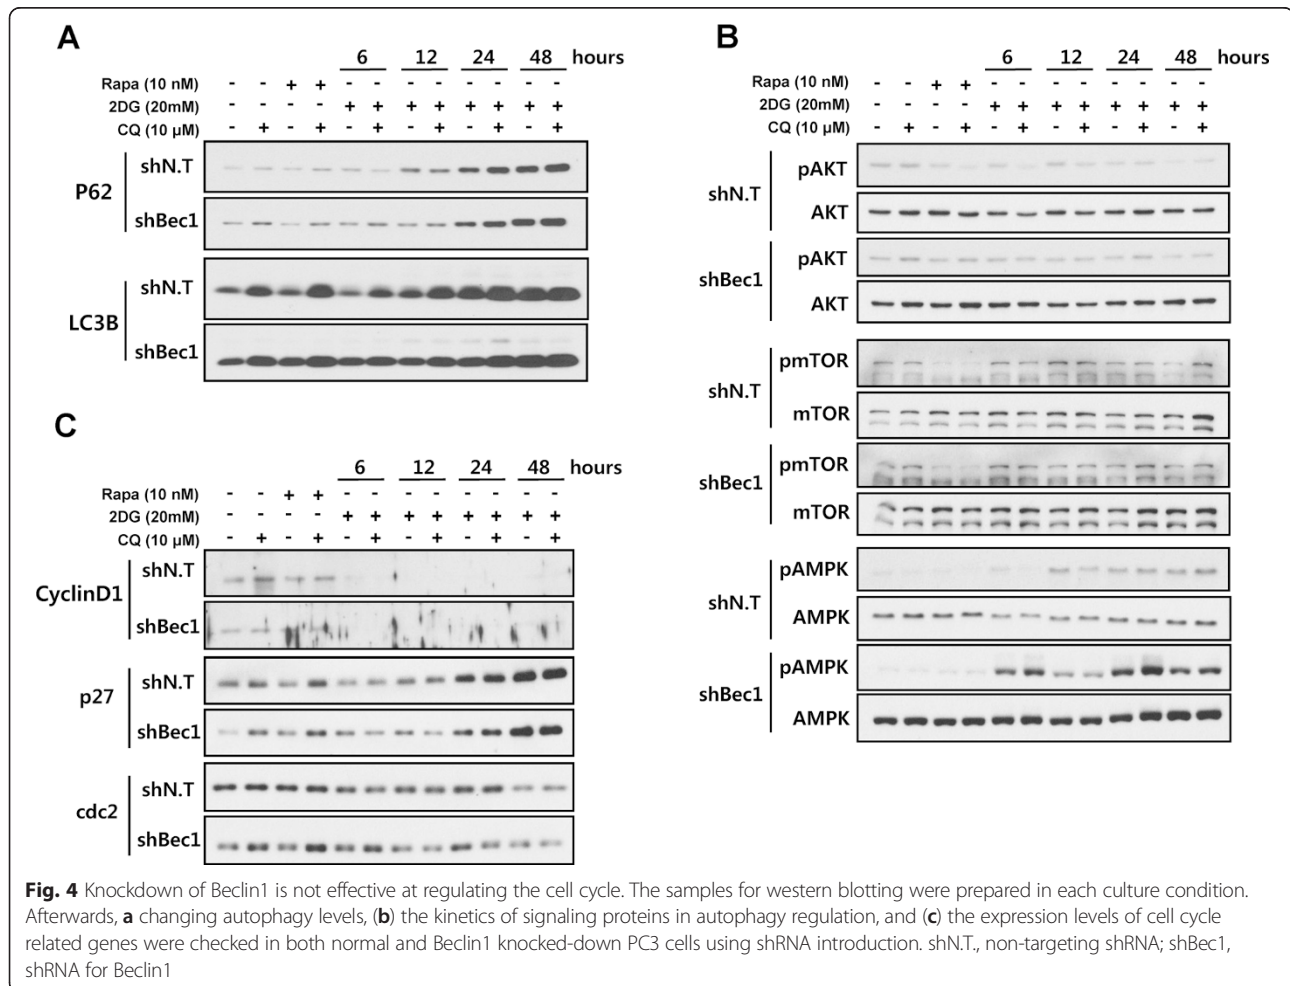 A
6 12 24 48 hours
Rapa (10 nM) - - + + - - - - - - - -
2DG (20mM) - - - - + + + + + + + +
CQ (10 µM) - + - + - + - + - + - +
P62
shN.T
shBec1
LC3B
shN.T
shBec1
B
6 12 24 48 hours
Rapa (10 nM) - - + + - - - - - - - -
2DG (20mM) - - - - + + + + + + + +
CQ (10 µM) - + - + - + - + - + - +
shN.T
pAKT
AKT
shBec1
pAKT
AKT
shN.T
pmTOR
mTOR
shBec1
pmTOR
mTOR
shN.T
pAMPK
AMPK
shBec1
pAMPK
AMPK
C
6 12 24 48 hours
Rapa (10 nM) - - + + - - - - - - - -
2DG (20mM) - - - - + + + + + + + +
CQ (10 µM) - + - + - + - + - + - +
CyclinD1
shN.T
shBec1
p27
shN.T
shBec1
cdc2
shN.T
shBec1
Fig. 4 Knockdown of Beclin1 is not effective at regulating the cell cycle. The samples for western blotting were prepared in each culture condition.
Afterwards, a changing autophagy levels, (b) the kinetics of signaling proteins in autophagy regulation, and (c) the expression levels of cell cycle
related genes were checked in both normal and Beclin1 knocked-down PC3 cells using shRNA introduction. shN.T., non-targeting shRNA; shBec1,
shRNA for Beclin1